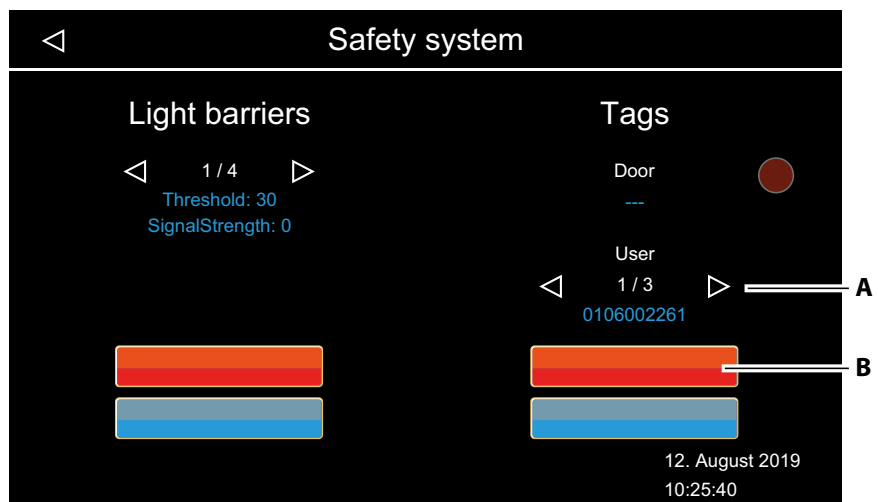 Safety system
Light barriers
1 / 4
Threshold: 30
SignalStrength: 0
Tags
Door
---
User
1 / 3
0106002261
A
B
12. August 2019
10:25:40